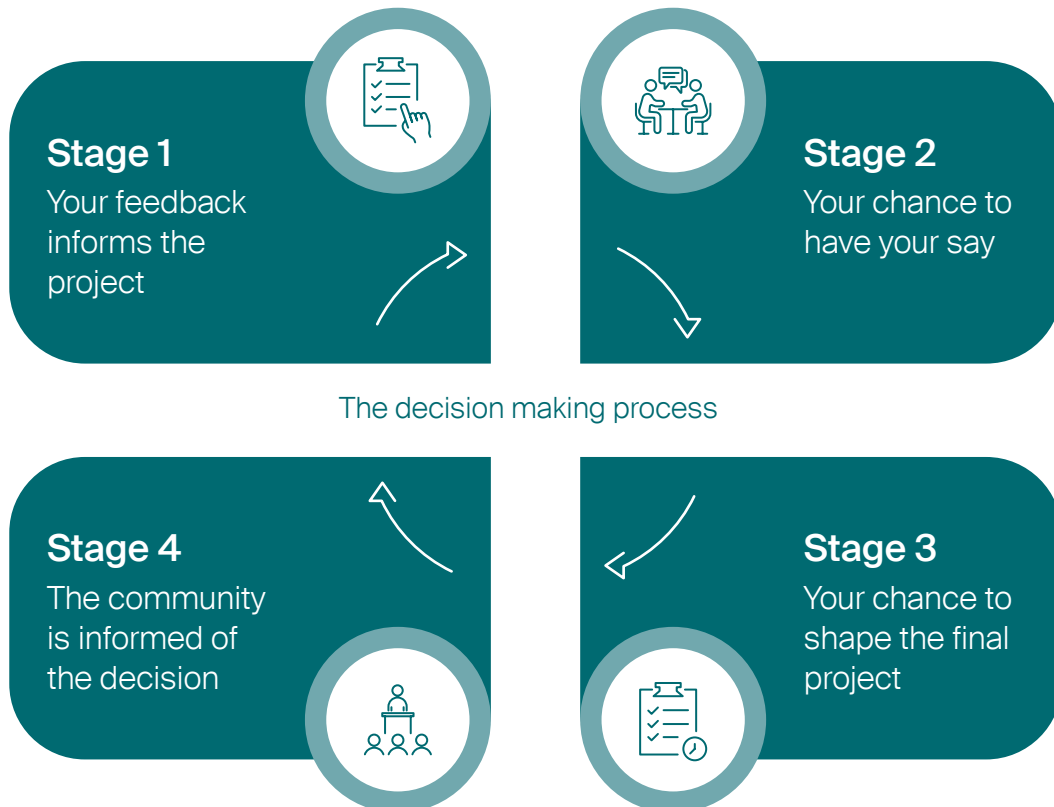 Stage 1
Your feedback
informs the
project
Stage 2
Your chance to
have your say
The decision making process
Stage 4
The community
is informed of
the decision
Stage 3
Your chance to
shape the final
project